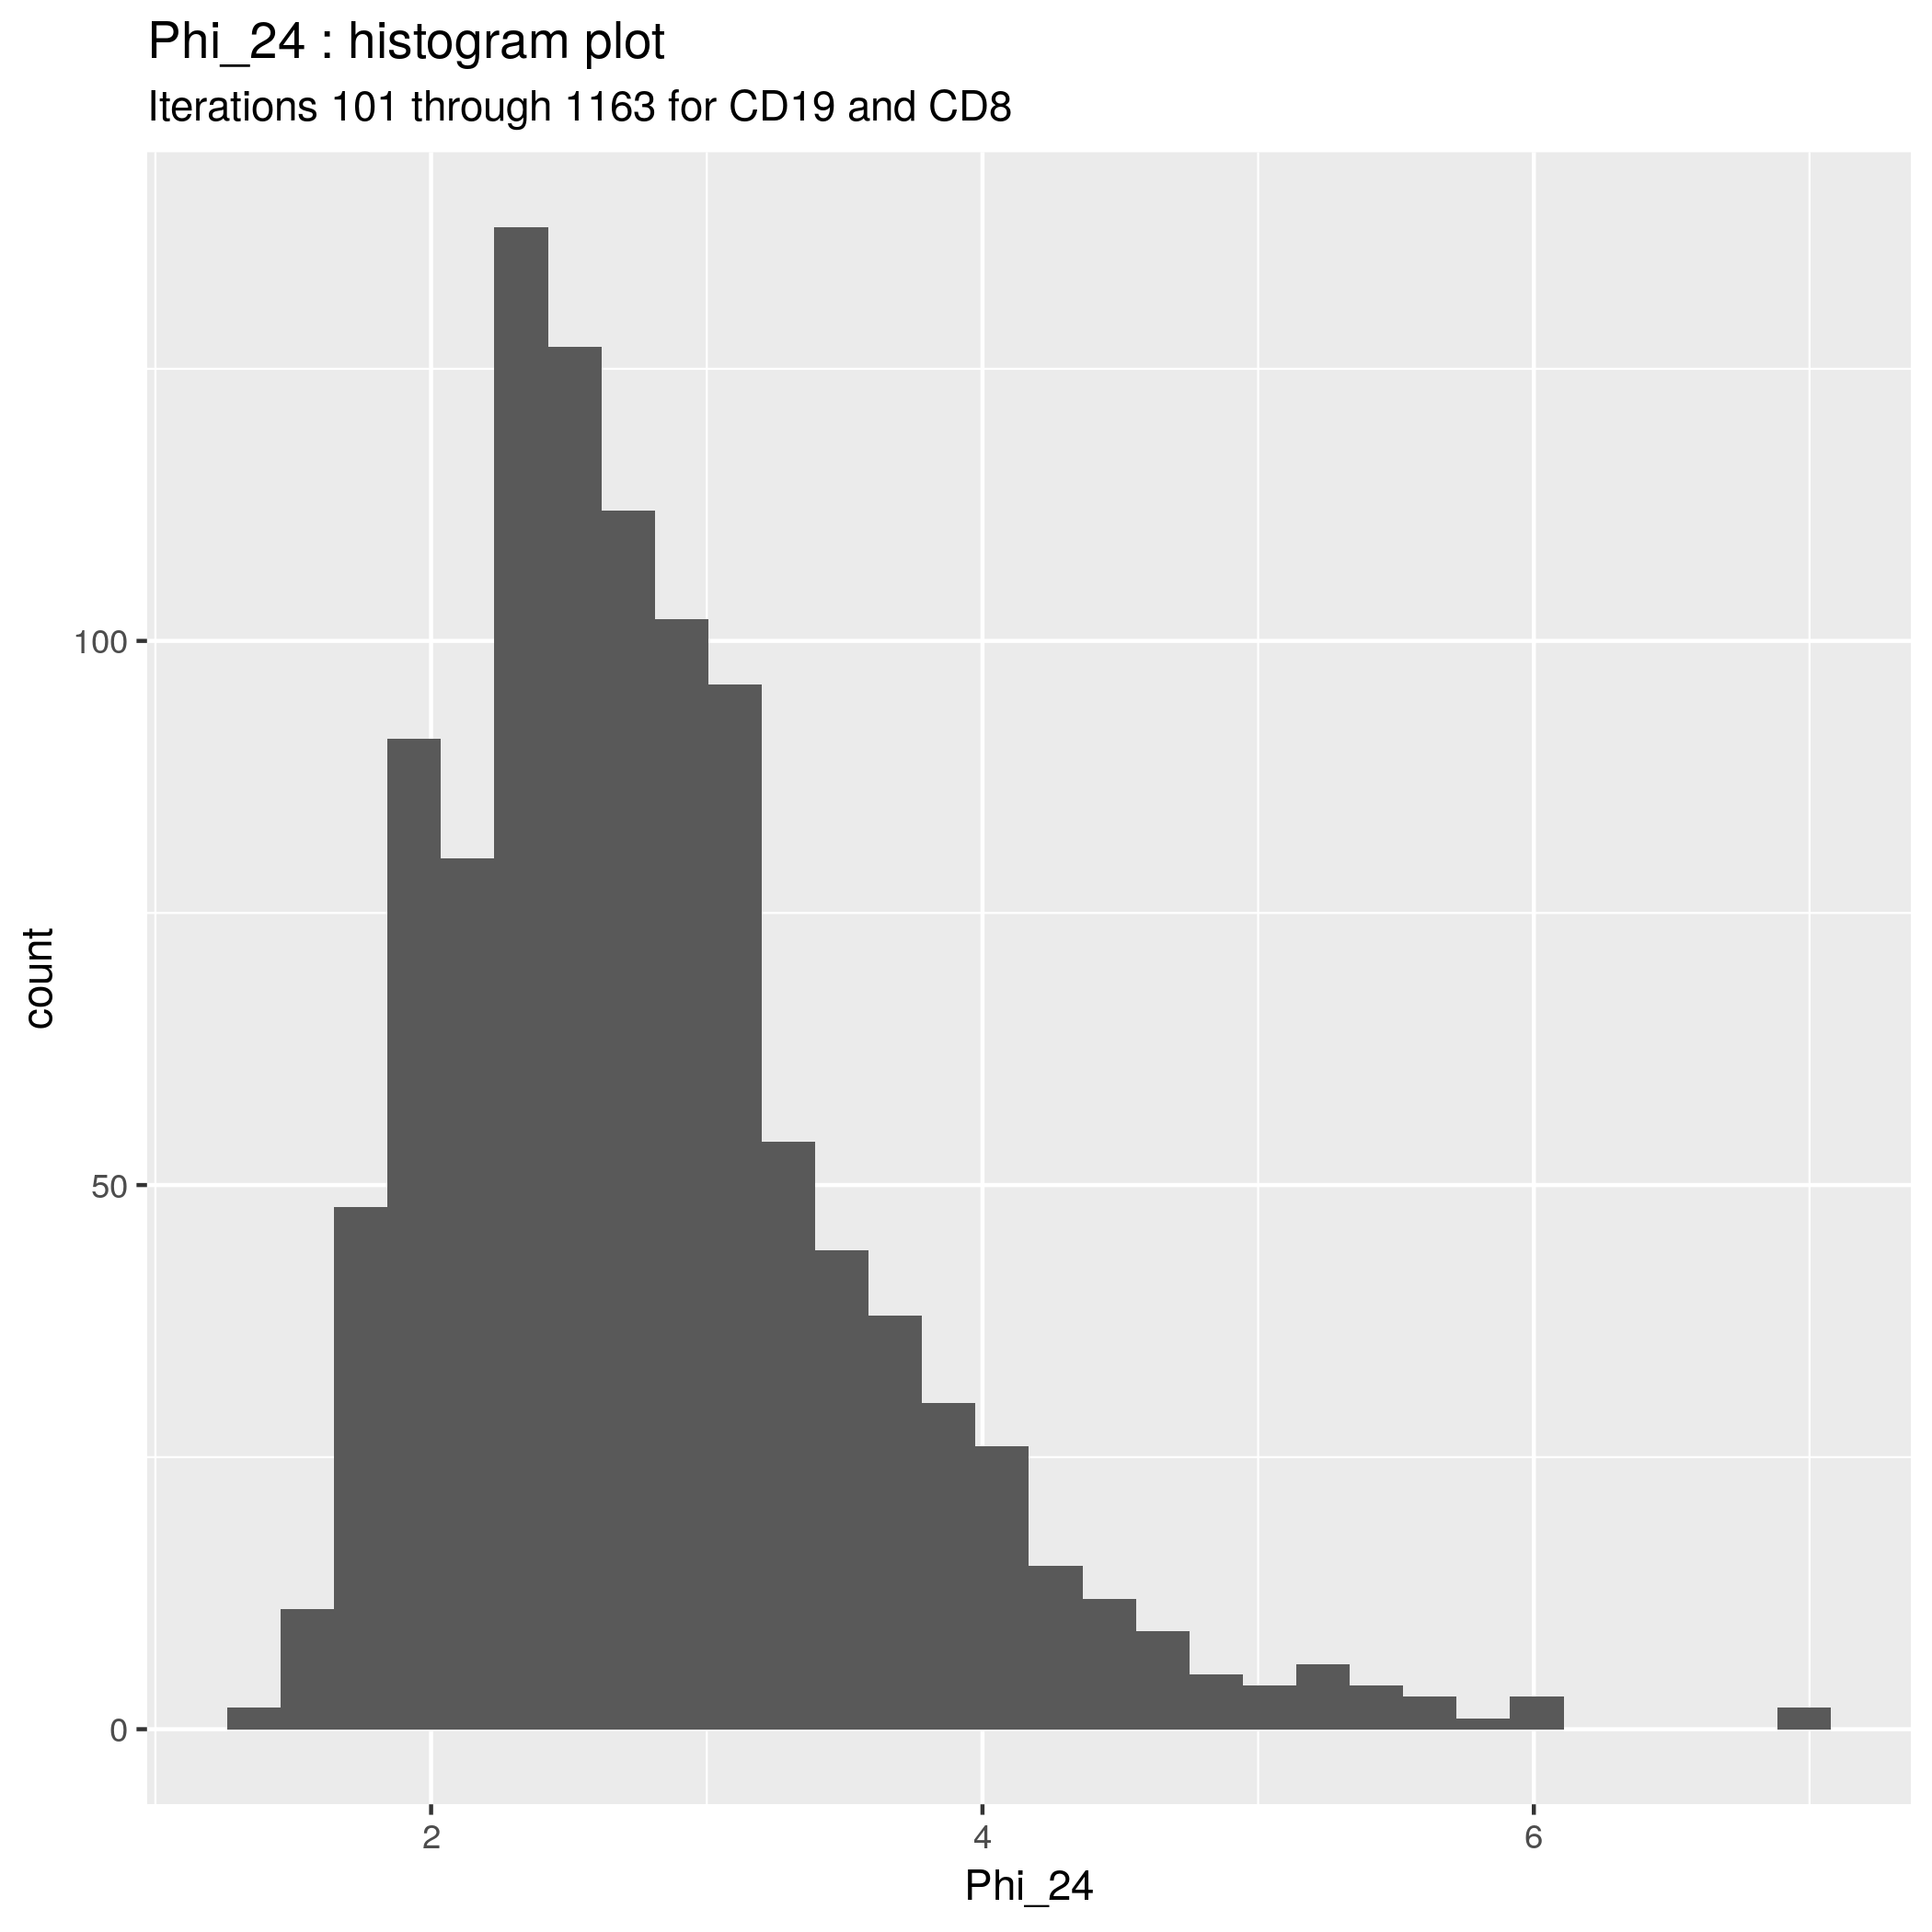 Phi_24 : histogram plot
Iterations 101 through 1163 for CD19 and CD8
count
100
50
0
2 4 6
Phi_24